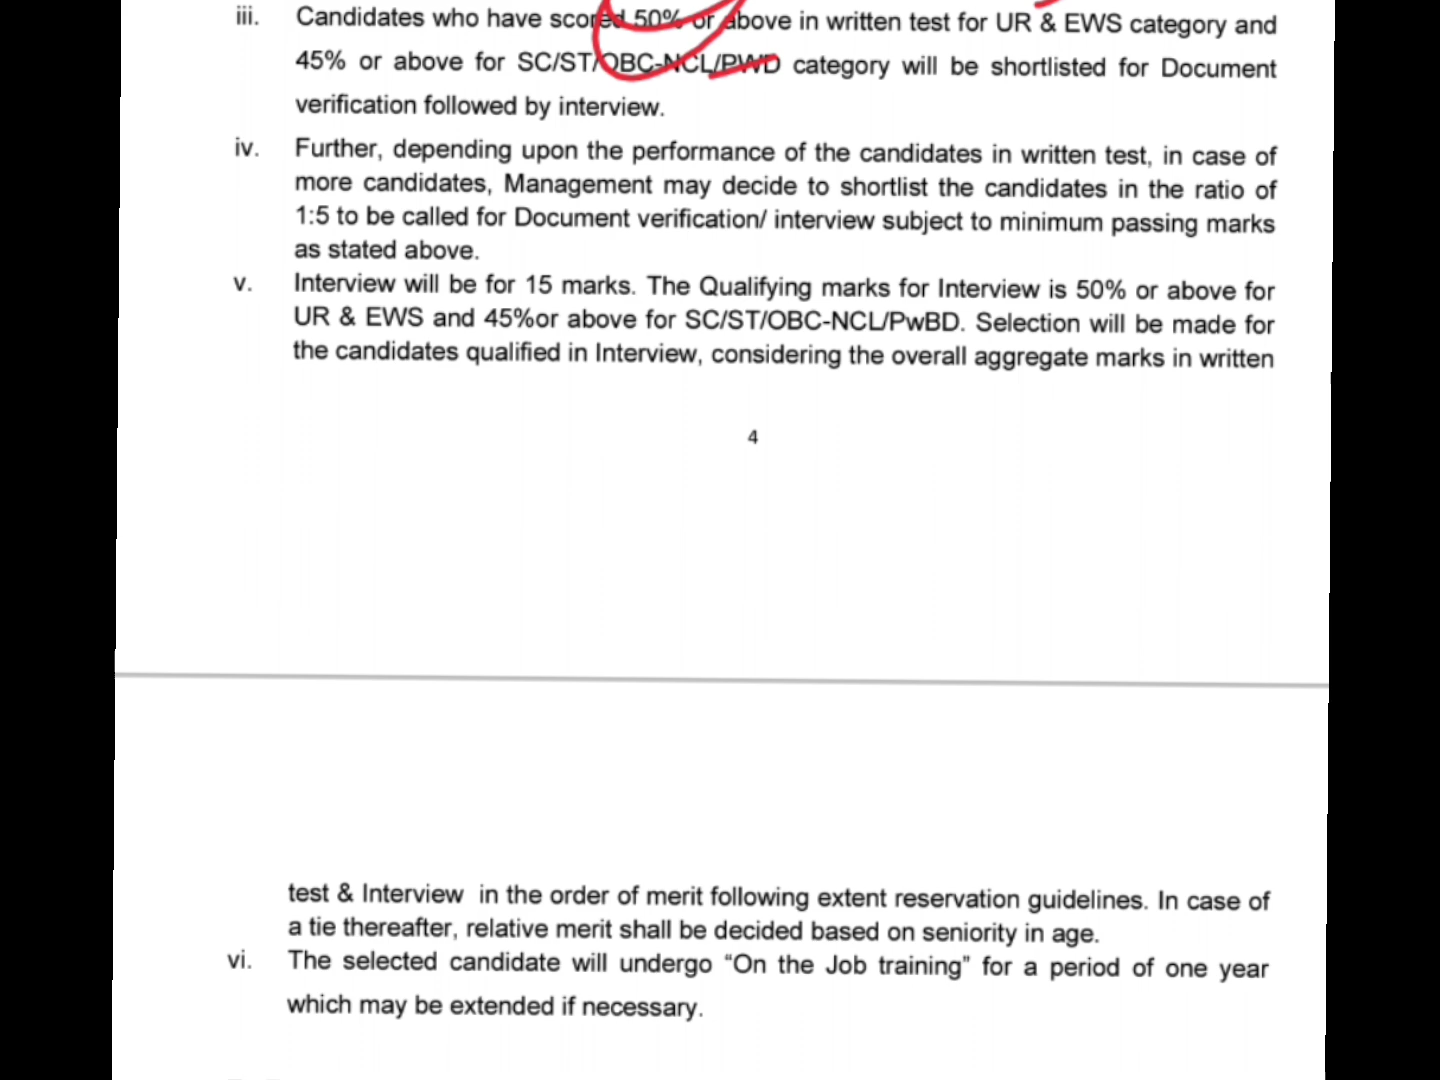 iii. Candidates who have scored 50% or above in written test for UR & EWS category and
45% or above for SC/ST/OBC-NCL/PWD category will be shortlisted for Document
verification followed by interview.
iv. Further, depending upon the performance of the candidates in written test, in case of
more candidates, Management may decide to shortlist the candidates in the ratio of
1:5 to be called for Document verification/ interview subject to minimum passing marks
as stated above.
v. Interview will be for 15 marks. The Qualifying marks for Interview is 50% or above for
UR & EWS and 45%or above for SC/ST/OBC-NCL/PwBD. Selection will be made for
the candidates qualified in Interview, considering the overall aggregate marks in written
4
test & Interview in the order of merit following extent reservation guidelines. In case of
a tie thereafter, relative merit shall be decided based on seniority in age.
vi. The selected candidate will undergo “On the Job training” for a period of one year
which may be extended if necessary.